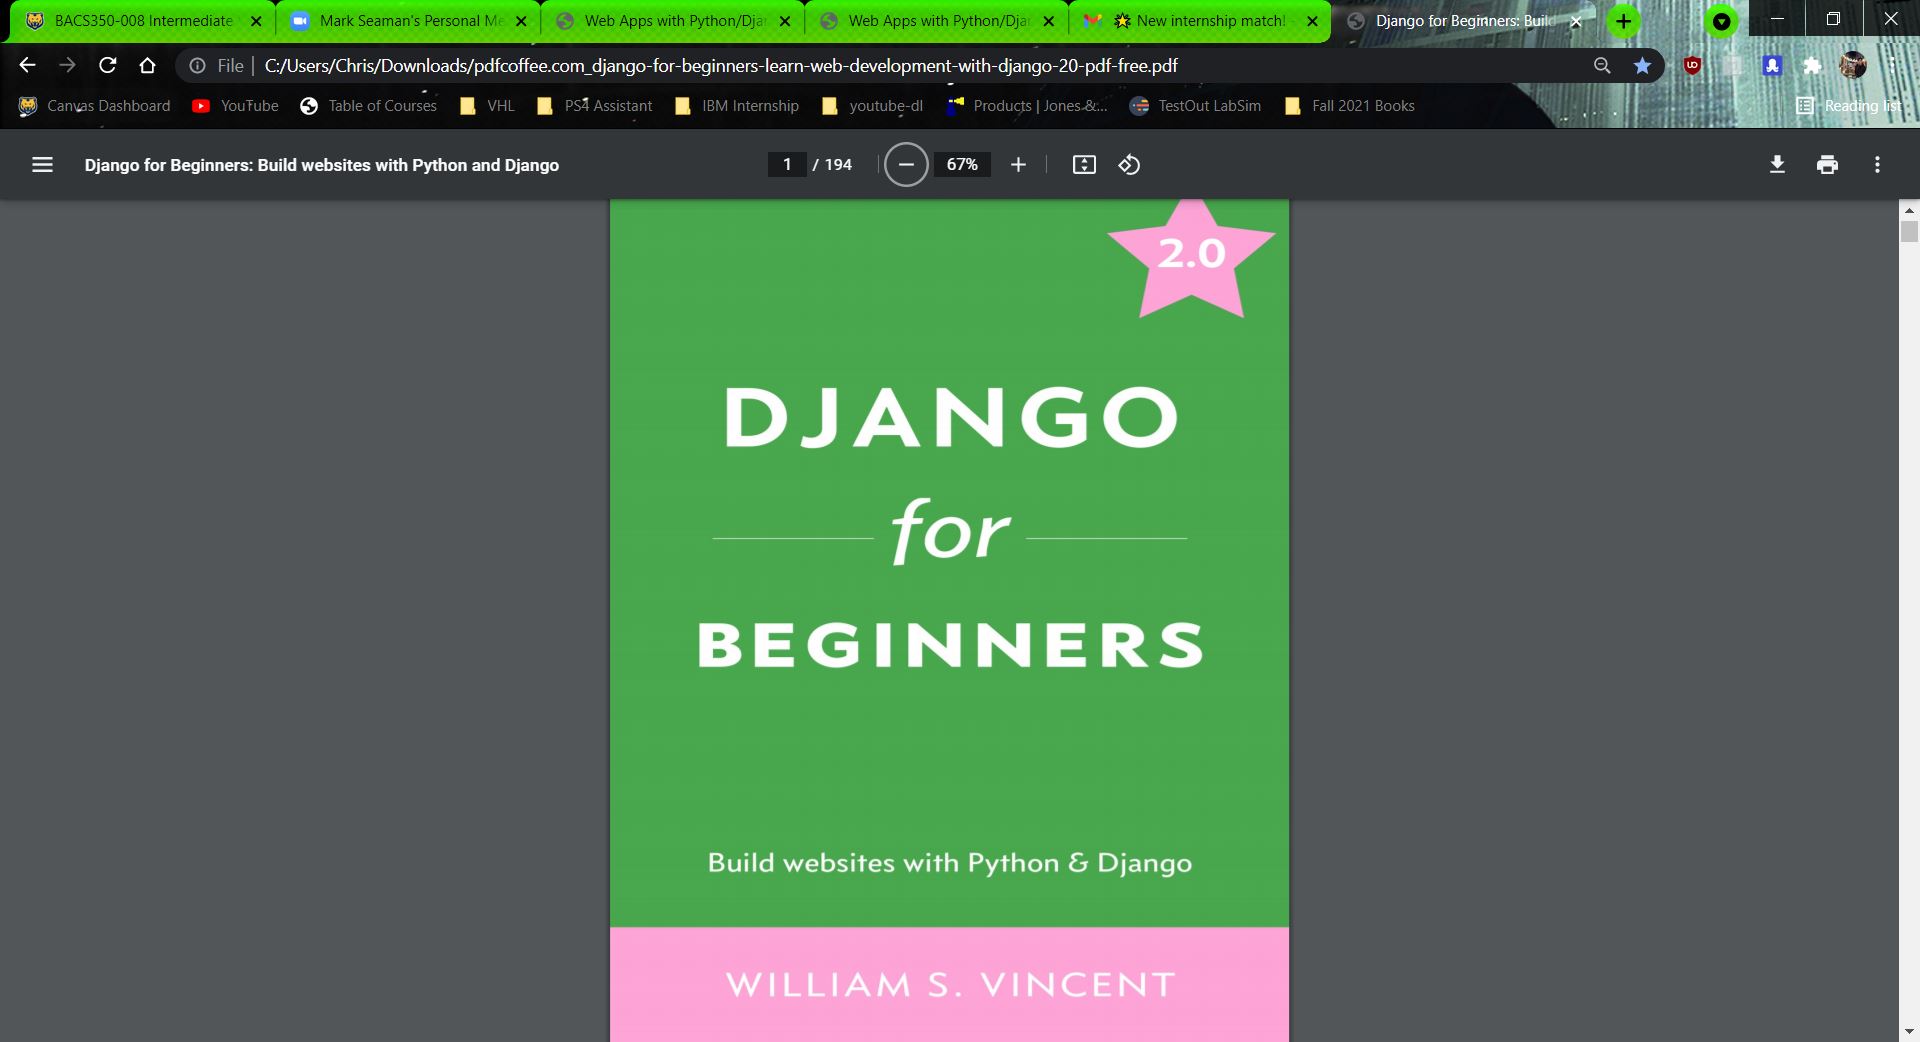 BACS350-008 Intermediate
Mark Seaman's Personal Me
Web Apps with Python/Djan
Web Apps with Python/Djan
New internship match! -
Django for Beginners: Build
File
C:/Users/Chris/Downloads/pdfcoffee.com_django-for-beginners-learn-web-development-with-django-20-pdf-free.pdf
Canvas Dashboard
YouTube
Table of Courses
VHL
PS4 Assistant
IBM Internship
youtube-dl
Products | Jones &...
TestOut LabSim
Fall 2021 Books
Reading list
Django for Beginners: Build websites with Python and Django
1 / 194
67%
2.0
DJANGO
for
BEGINNERS
Build websites with Python & Django
WILLIAM S. VINCENT